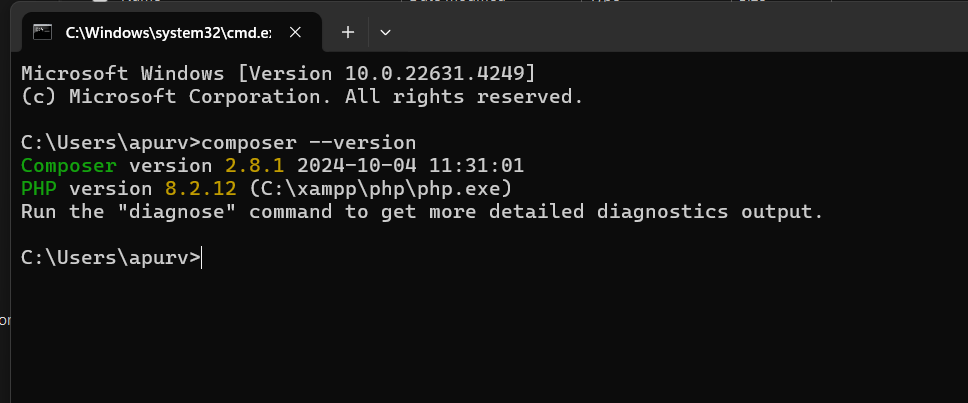 C:\Windows\system32\cmd.e
Microsoft Windows [Version 10.0.22631.4249]
(c) Microsoft Corporation. All rights reserved.
C:\Users\apurv>composer --version
Composer version 2.8.1 2024-10-04 11:31:01
PHP version 8.2.12 (C:\xampp\php\php.exe)
Run the "diagnose" command to get more detailed diagnostics output.
C:\Users\apurv>